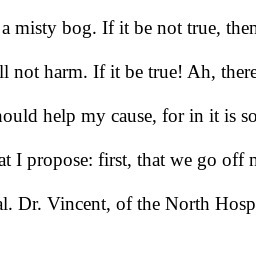 a misty bog. If it be not true, then
ll not harm. If it be true! Ah, there
ould help my cause, for in it is so
at I propose: first, that we go off
al. Dr. Vincent, of the North Hosp